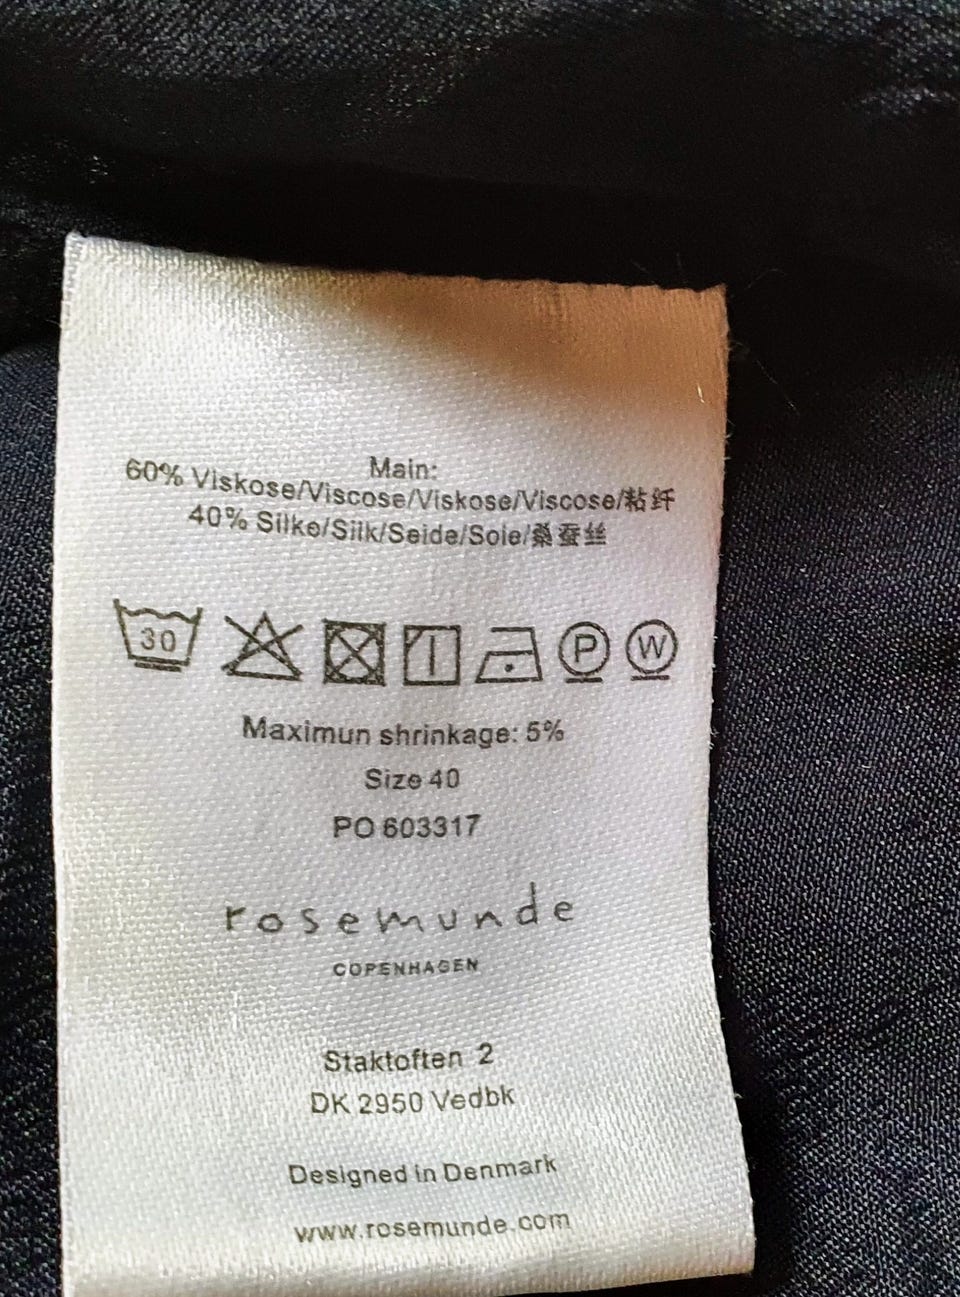 Main:
60% Viskose/Viscose/Viskose/Viscose/粘纤
40% Silke/Silk/Seide/Soie/桑蚕丝
30 P W
Maximun shrinkage: 5%
Size 40
PO 603317
rosemunde
COPENHAGEN
Staktoften 2
DK 2950 Vedbk
Designed in Denmark
www.rosemunde.com